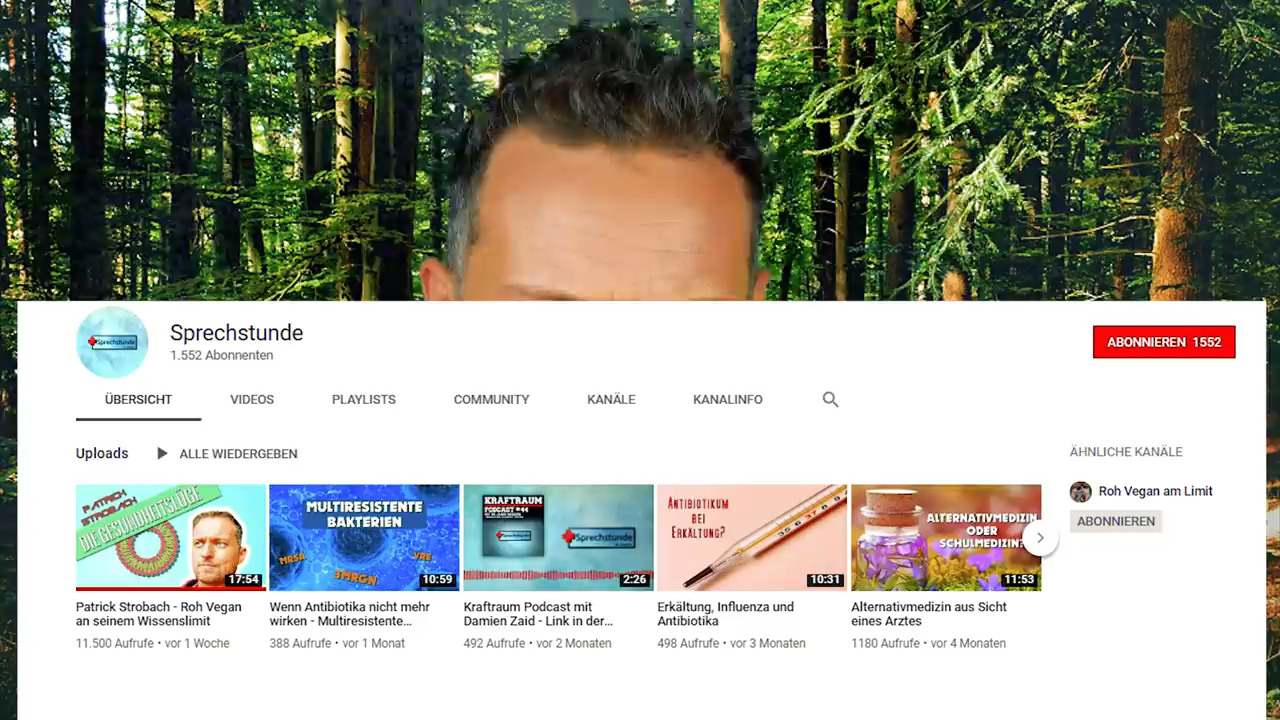 Sprechstunde
Sprechstunde
1.552 Abonnenten
ABONNIEREN 1552
ÜBERSICHT
VIDEOS
PLAYLISTS
COMMUNITY
KANÄLE
KANALINFO
Uploads
ALLE WIEDERGEBEN
ÄHNLICHE KANÄLE
PATRICK
STROBACH
DIE GESUNDHEITSLÜGE
17:54
Patrick Strobach - Roh Vegan
an seinem Wissenslimit
11.500 Aufrufe • vor 1 Woche
MULTIRESISTENTE
BAKTERIEN
MRSA
VRE
3MRGN
10:59
Wenn Antibiotika nicht mehr
wirken - Multiresistente...
388 Aufrufe • vor 1 Monat
KRAFTRAUM
PODCAST #44
Sprechstunde
2:26
Kraftraum Podcast mit
Damien Zaid - Link in der...
492 Aufrufe • vor 2 Monaten
ANTIBIOTIKUM
BEI
ERKÄLTUNG?
10:31
Erkältung, Influenza und
Antibiotika
498 Aufrufe • vor 3 Monaten
ALTERNATIVMEDIZIN
ODER
SCHULMEDIZIN?
11:53
Alternativmedizin aus Sicht
eines Arztes
1180 Aufrufe • vor 4 Monaten
Roh Vegan am Limit
ABONNIEREN